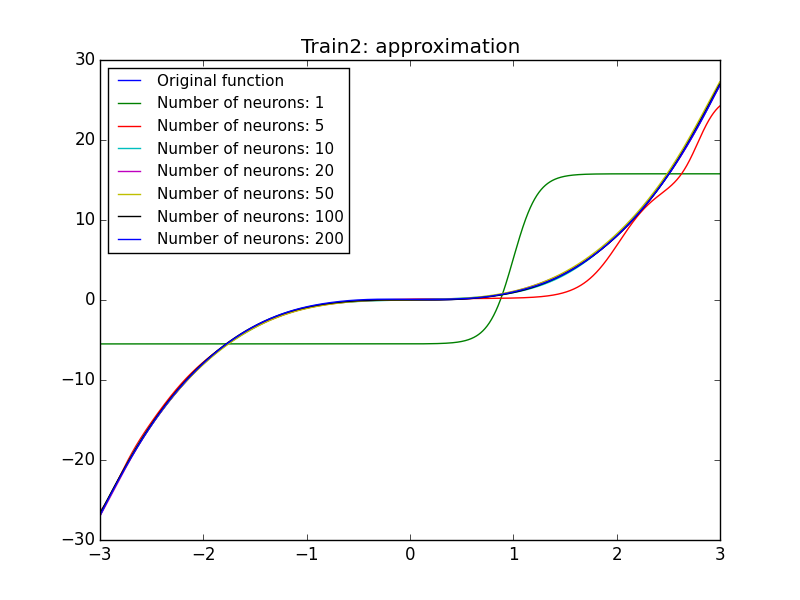 Train2: approximation
30
20
10
0
−10
−20
−30
Original function
Number of neurons: 1
Number of neurons: 5
Number of neurons: 10
Number of neurons: 20
Number of neurons: 50
Number of neurons: 100
Number of neurons: 200
−3 −2 −1 0 1 2 3